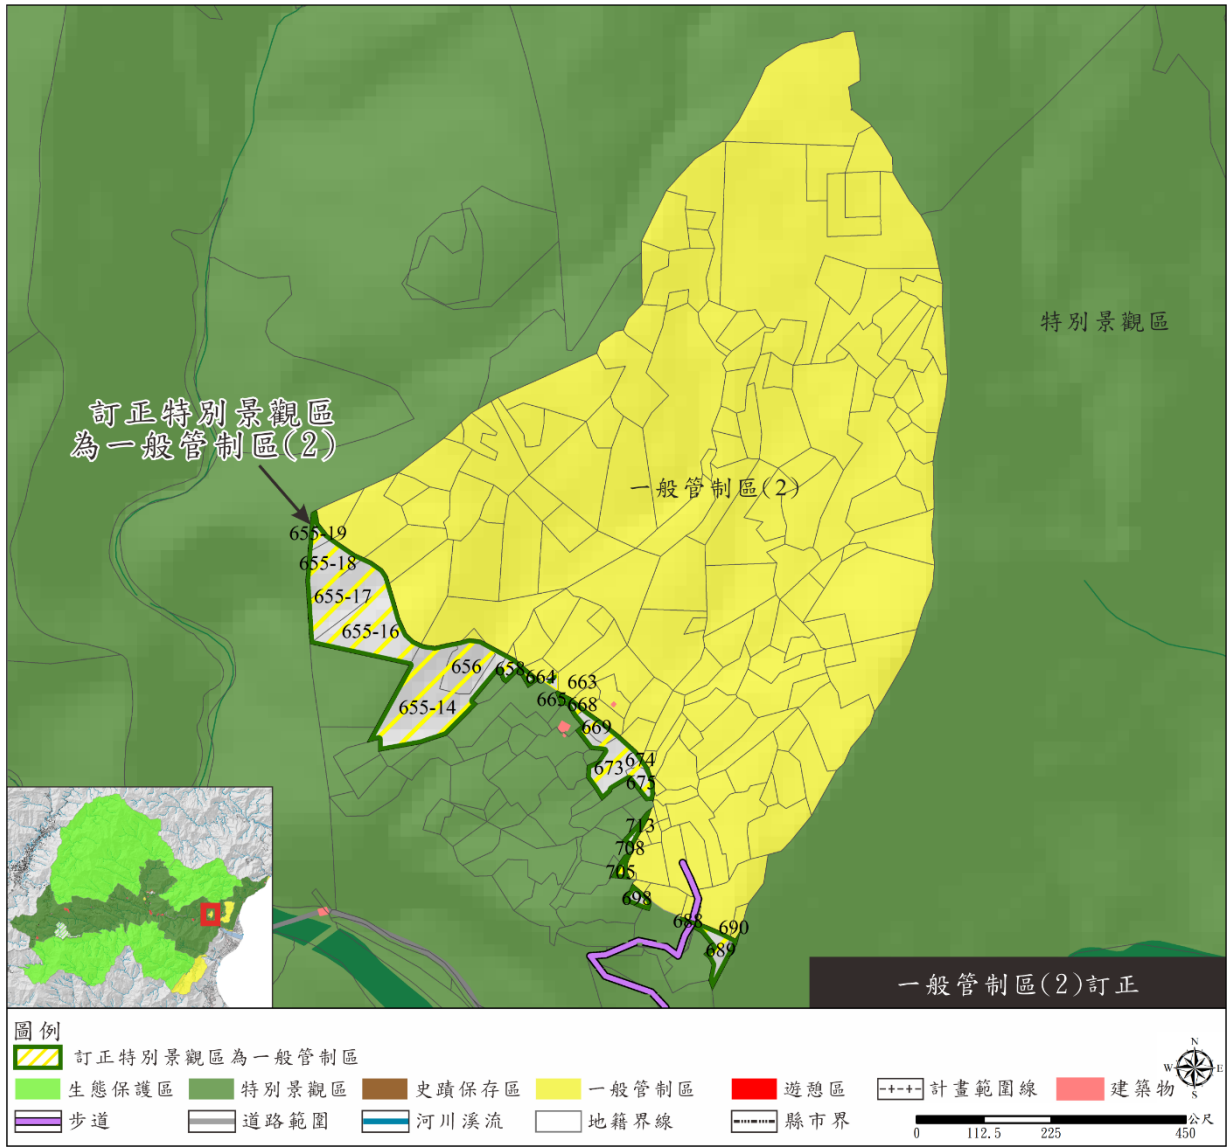 特別景觀區
訂正特別景觀區
為一般管制區(2)
一般管制區(2)
655-19
655-18
655-17
655-16
656
658
664
663
665
668
655-14
669
674
673
675
713
708
705
698
688
690
689
一般管制區(2)訂正
圖例
訂正特別景觀區為一般管制區
生態保護區 特別景觀區 史蹟保存區 一般管制區 遊憩區 計畫範圍線 建築物
步道 道路範圍 河川溪流 地籍界線 縣市界
N
W E
S
公尺
0 112.5 225 450